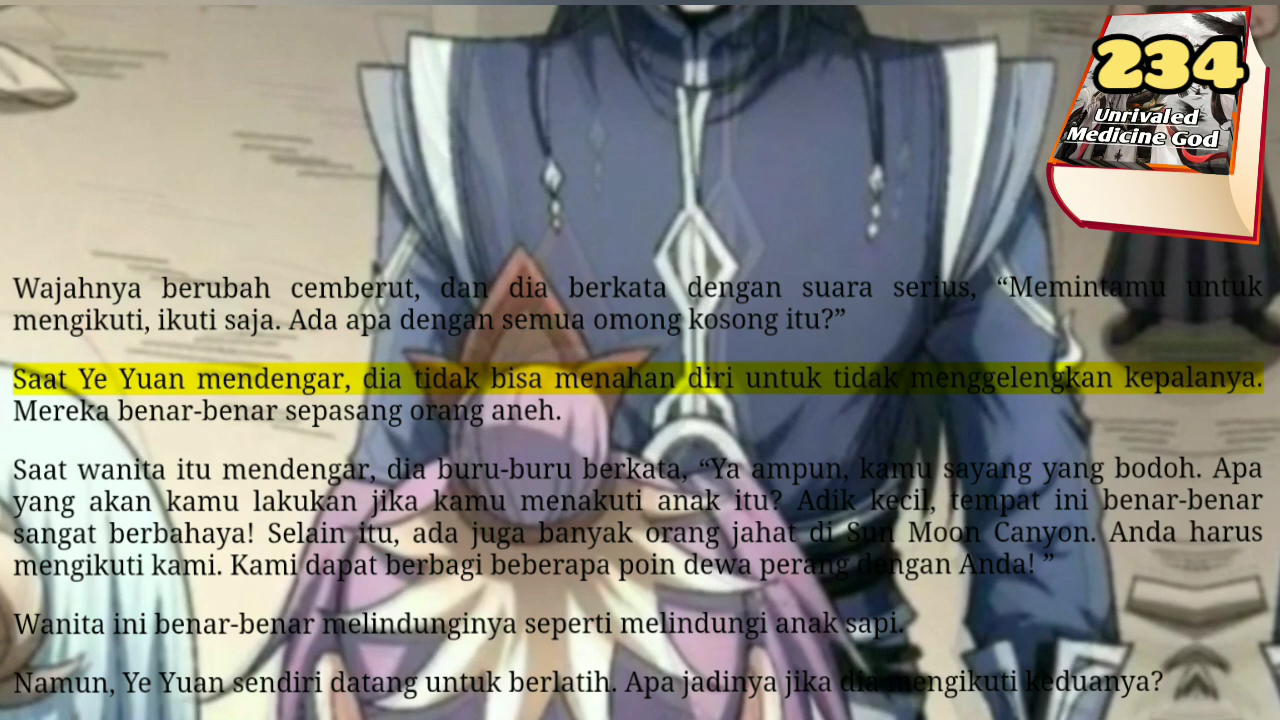 234
Unrivaled
Medicine God
Wajahnya berubah cemberut, dan dia berkata dengan suara serius, “Memintamu untuk
mengikuti, ikuti saja. Ada apa dengan semua omong kosong itu?”
Saat Ye Yuan mendengar, dia tidak bisa menahan diri untuk tidak menggelengkan kepalanya.
Mereka benar-benar sepasang orang aneh.
Saat wanita itu mendengar, dia buru-buru berkata, “Ya ampun, kamu sayang yang bodoh. Apa
yang akan kamu lakukan jika kamu menakuti anak itu? Adik kecil, tempat ini benar-benar
sangat berbahaya! Selain itu, ada juga banyak orang jahat di Sun Moon Canyon. Anda harus
mengikuti kami. Kami dapat berbagi beberapa poin dewa perang dengan Anda! ”
Wanita ini benar-benar melindunginya seperti melindungi anak sapi.
Namun, Ye Yuan sendiri datang untuk berlatih. Apa jadinya jika dia mengikuti keduanya?